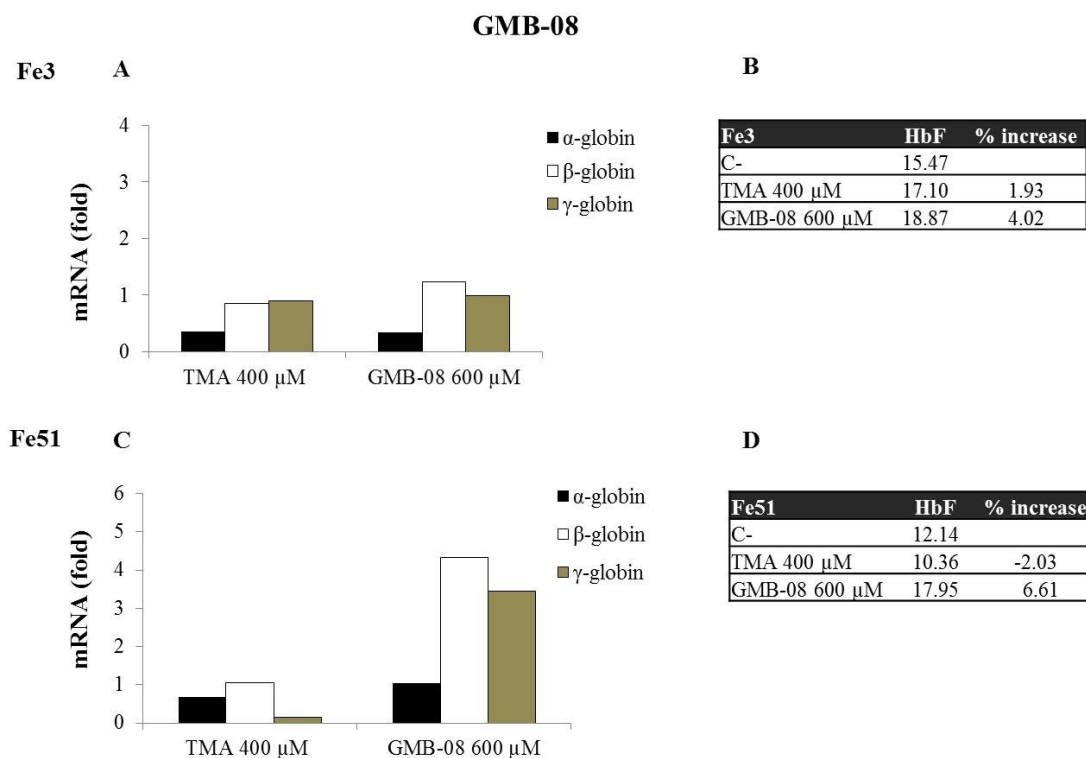 GMB-08
Fe3 A B
4
3
2
1
0
mRNA (fold)
α-globin
β-globin
γ-globin
TMA 400 µM GMB-08 600 µM
Fe3 HbF % increase
C- 15.47
TMA 400 µM 17.10 1.93
GMB-08 600 µM 18.87 4.02
Fe51 C D
6
5
4
3
2
1
0
mRNA (fold)
α-globin
β-globin
γ-globin
TMA 400 µM GMB-08 600 µM
Fe51 HbF % increase
C- 12.14
TMA 400 µM 10.36 -2.03
GMB-08 600 µM 17.95 6.61